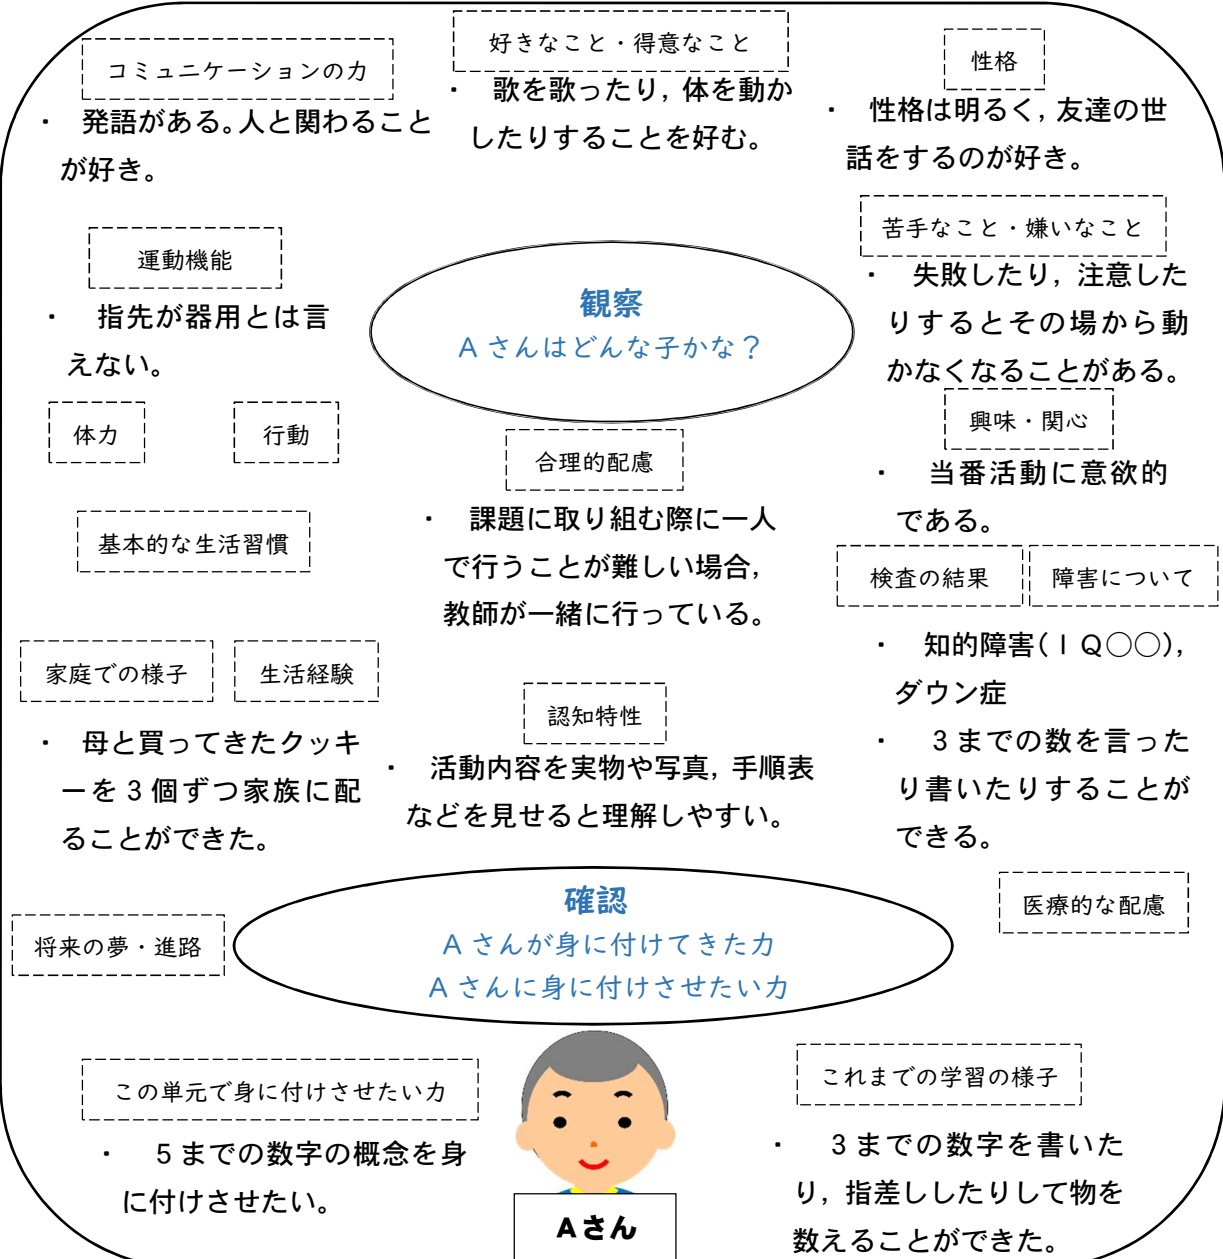 コミュニケーションの力
・ 発語がある。人と関わること
が好き。
好きなこと・得意なこと
・ 歌を歌ったり，体を動か
したりすることを好む。
性格
・ 性格は明るく，友達の世
話をするのが好き。
運動機能
・ 指先が器用とは言
えない。
観察
Aさんはどんな子かな？
苦手なこと・嫌いなこと
・ 失敗したり，注意した
りするとその場から動
かなくなることがある。
体力
行動
合理的配慮
・ 課題に取り組む際に一人
で行うことが難しい場合，
教師が一緒に行っている。
興味・関心
・ 当番活動に意欲的
である。
基本的な生活習慣
検査の結果
障害について
・ 知的障害（ＩＱ○○），
ダウン症
・ 3までの数を言った
り書いたりすることが
できる。
家庭での様子
生活経験
・ 母と買ってきたクッキ
ーを3個ずつ家族に配
ることができた。
認知特性
・ 活動内容を実物や写真，手順表
などを見せると理解しやすい。
確認
Aさんが身に付けてきた力
Aさんに身に付けさせたい力
医療的な配慮
将来の夢・進路
この単元で身に付けさせたい力
・ 5までの数字の概念を身
に付けさせたい。
Aさん
これまでの学習の様子
・ 3までの数字を書いた
り，指差ししたりして物を
数えることができた。